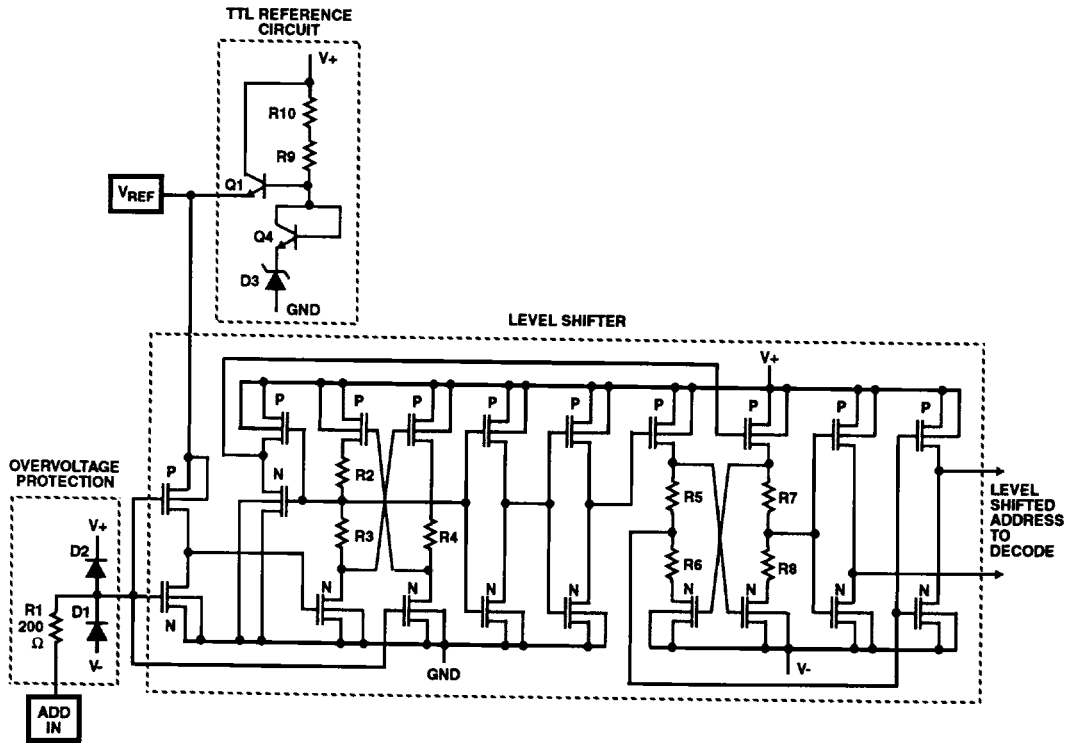 TTL REFERENCE
CIRCUIT
V+
R10
R9
Q1
VREF
Q4
D3
GND
LEVEL SHIFTER
V+
P
P
P
P
P
P
P
P
P
OVERVOLTAGE
PROTECTION
P
N
R2
R5
R7
LEVEL
SHIFTED
ADDRESS
TO
DECODE
V+
D2
R3
R4
R6
R8
R1
200
Ω
D1
N
N
N
N
N
N
N
N
N
V-
GND
V-
ADD
IN